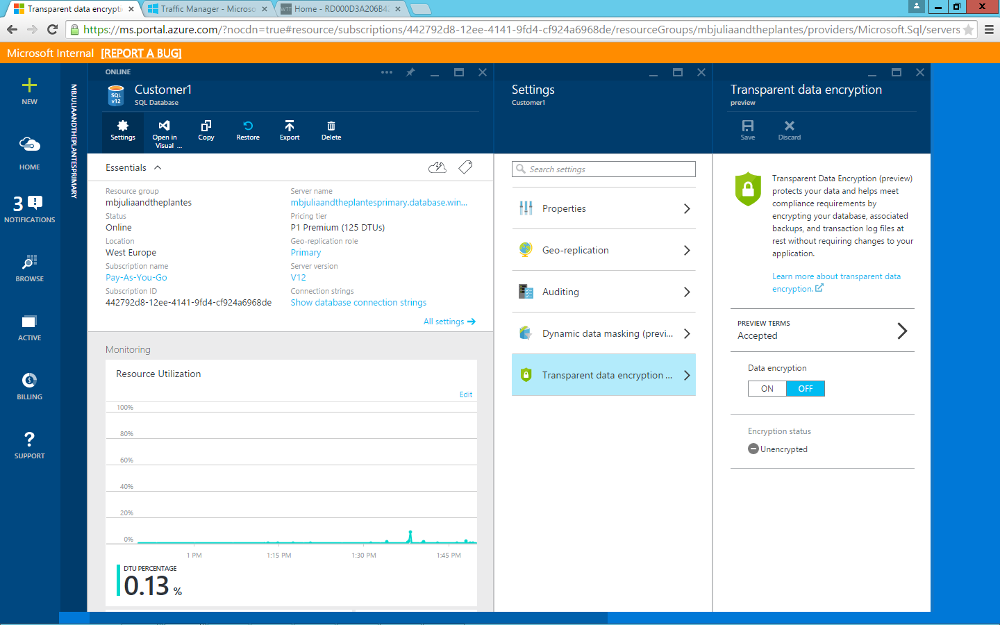 Transparent data encrypti
Traffic Manager - Microso
Home - RD000D3A206B42
https://ms.portal.azure.com/?nocdn=true#resource/subscriptions/442792d8-12ee-4141-9fd4-cf924a6968de/resourceGroups/mbjuliaandtheplantes/providers/Microsoft.Sql/servers
Microsoft Internal [REPORT A BUG]
NEW
HOME
3
NOTIFICATIONS
BROWSE
ACTIVE
BILLING
SUPPORT
MBJULIAANDTHEPLANTESPRIMARY
ONLINE
SQL
v12
Customer1
SQL Database
Settings
Open in
Visual ...
Copy
Restore
Export
Delete
Essentials
Resource group
mbjuliaandtheplantes
Status
Online
Location
West Europe
Subscription name
Pay-As-You-Go
Subscription ID
442792d8-12ee-4141-9fd4-cf924a6968de
Server name
mbjuliaandtheplantesprimary.database.win...
Pricing tier
P1 Premium (125 DTUs)
Geo-replication role
Primary
Server version
V12
Connection strings
Show database connection strings
All settings
Monitoring
Resource Utilization
Edit
100%
80%
60%
40%
20%
0%
1 PM
1:15 PM
1:30 PM
1:45 PM
DTU PERCENTAGE
0.13 %
Settings
Customer1
Search settings
Properties
Geo-replication
Auditing
Dynamic data masking (previ...
Transparent data encryption ...
Transparent data encryption
preview
Save
Discard
Transparent Data Encryption (preview)
protects your data and helps meet
compliance requirements by
encrypting your database, associated
backups, and transaction log files at
rest without requiring changes to your
application.
Learn more about transparent data
encryption.
PREVIEW TERMS
Accepted
Data encryption
ON
OFF
Encryption status
Unencrypted